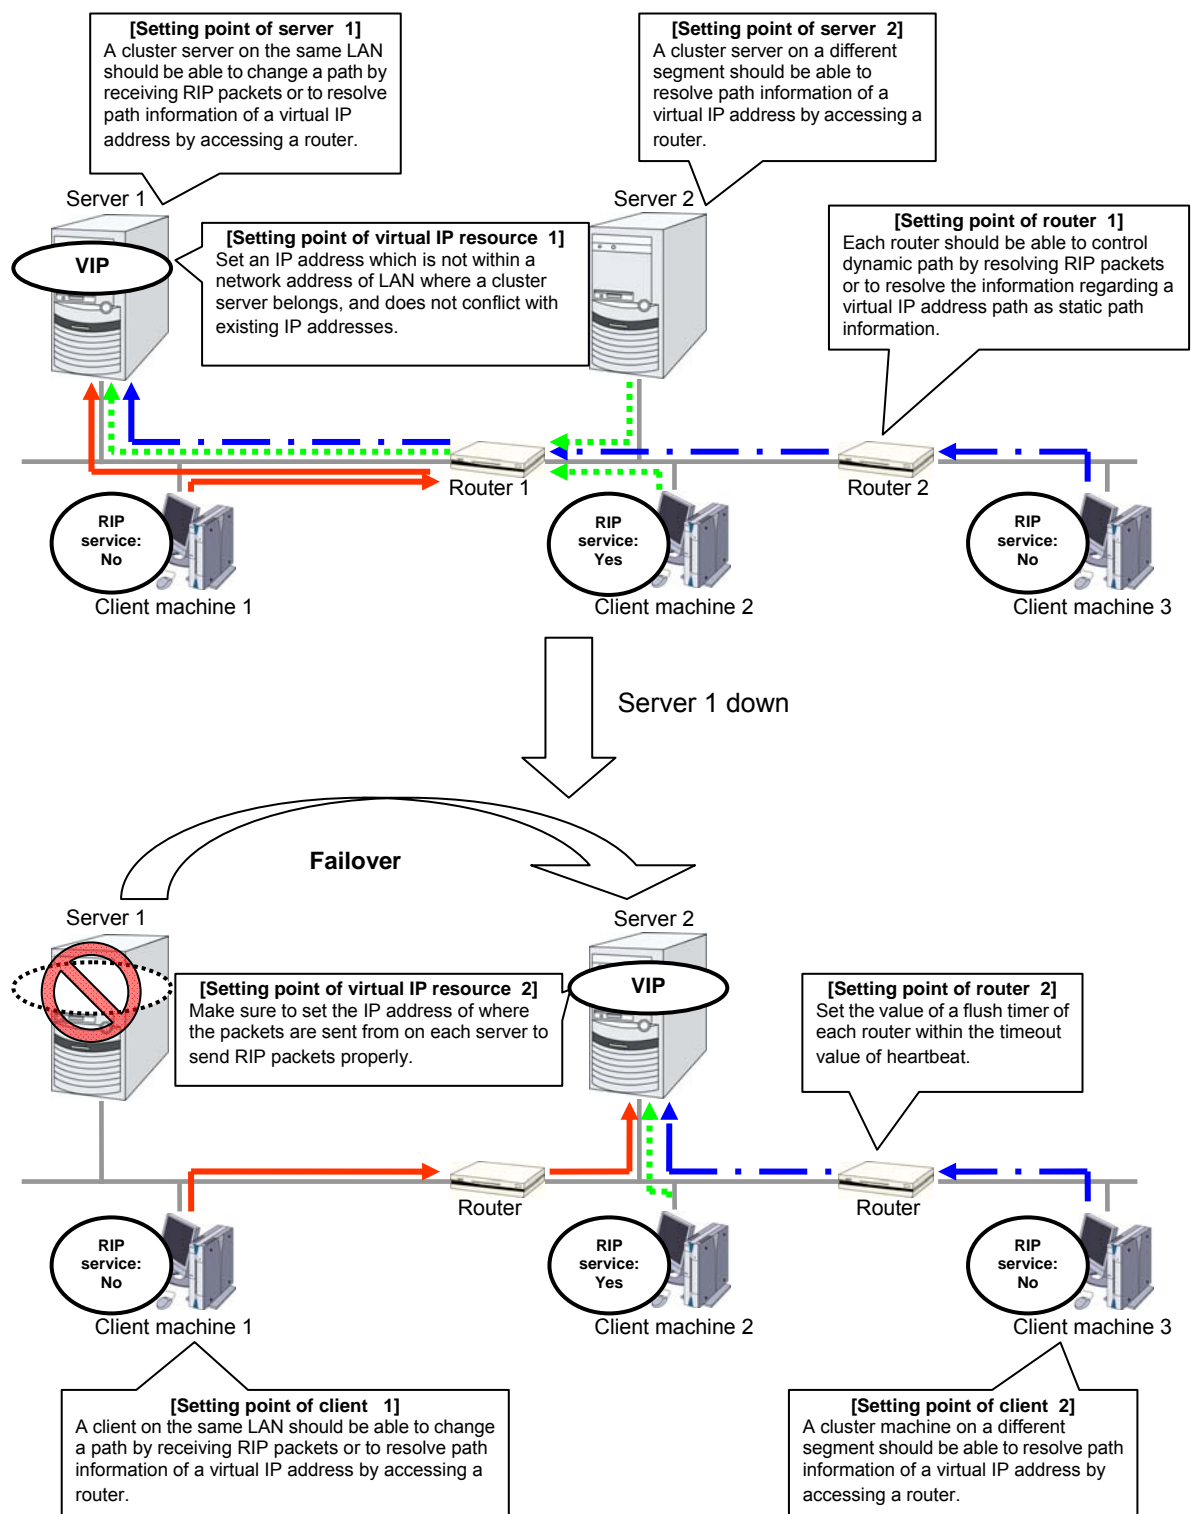 [Setting point of server 1]
A cluster server on the same LAN
should be able to change a path by
receiving RIP packets or to resolve
path information of a virtual IP
address by accessing a router.
[Setting point of server 2]
A cluster server on a different
segment should be able to
resolve path information of a
virtual IP address by accessing a
router.
Server 1
Server 2
VIP
[Setting point of virtual IP resource 1]
Set an IP address which is not within a
network address of LAN where a cluster
server belongs, and does not conflict with
existing IP addresses.
[Setting point of router 1]
Each router should be able to control
dynamic path by resolving RIP packets
or to resolve the information regarding a
virtual IP address path as static path
information.
Router 1
Router 2
RIP
service:
No
Client machine 1
RIP
service:
Yes
Client machine 2
RIP
service:
No
Client machine 3
Server 1 down
Failover
Server 1
Server 2
VIP
[Setting point of virtual IP resource 2]
Make sure to set the IP address of where
the packets are sent from on each server to
send RIP packets properly.
[Setting point of router 2]
Set the value of a flush timer of
each router within the timeout
value of heartbeat.
Router
Router
RIP
service:
No
Client machine 1
RIP
service:
Yes
Client machine 2
RIP
service:
No
Client machine 3
[Setting point of client 1]
A client on the same LAN should be able to change
a path by receiving RIP packets or to resolve path
information of a virtual IP address by accessing a
router.
[Setting point of client 2]
A cluster machine on a different
segment should be able to resolve path
information of a virtual IP address by
accessing a router.